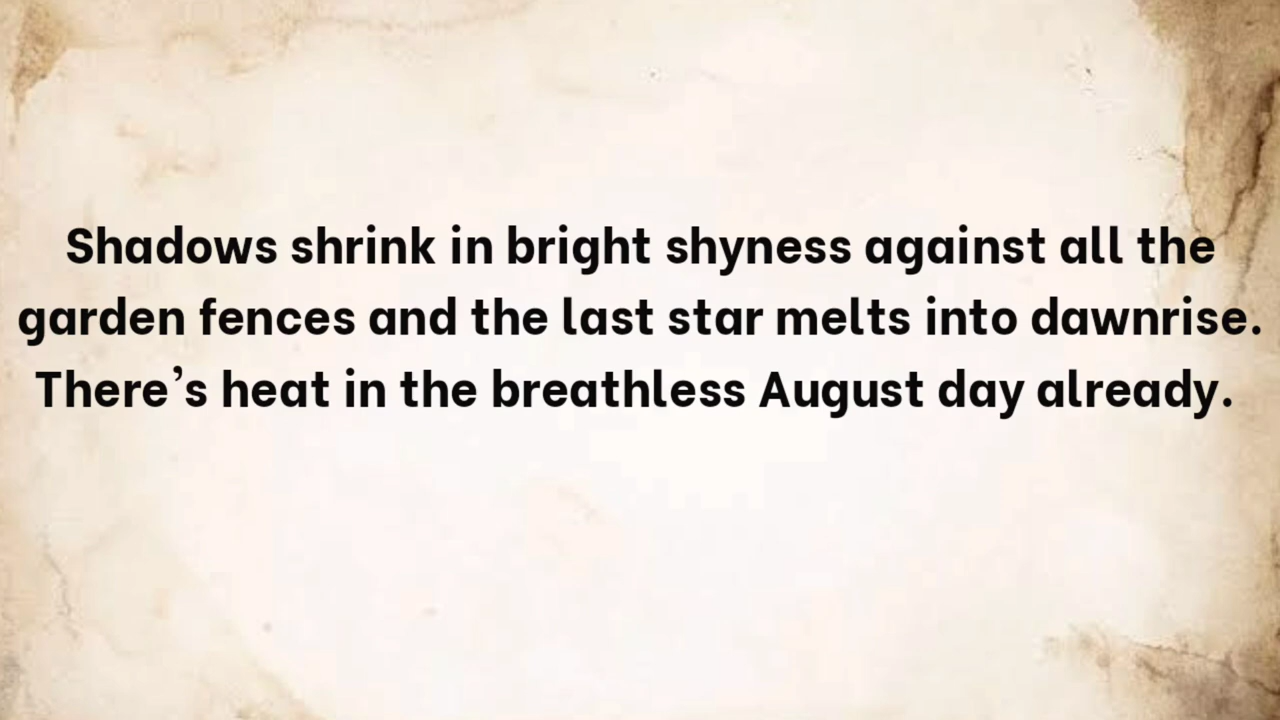 Shadows shrink in bright shyness against all the
garden fences and the last star melts into dawnrise.
There’s heat in the breathless August day already.